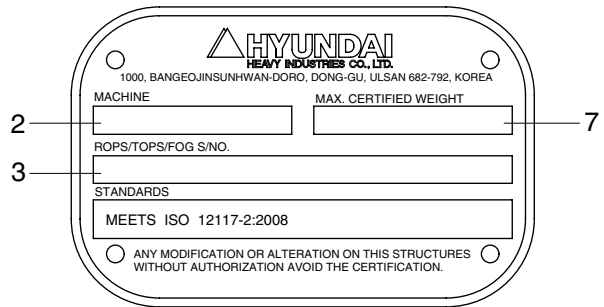 HYUNDAI
HEAVY INDUSTRIES CO., LTD.
1000, BANGEOJINSUNHWAN-DORO, DONG-GU, ULSAN 682-792, KOREA
MACHINE MAX. CERTIFIED WEIGHT
2 7
ROPS/TOPS/FOG S/NO.
3
STANDARDS
MEETS ISO 12117-2:2008
ANY MODIFICATION OR ALTERATION ON THIS STRUCTURES
WITHOUT AUTHORIZATION AVOID THE CERTIFICATION.